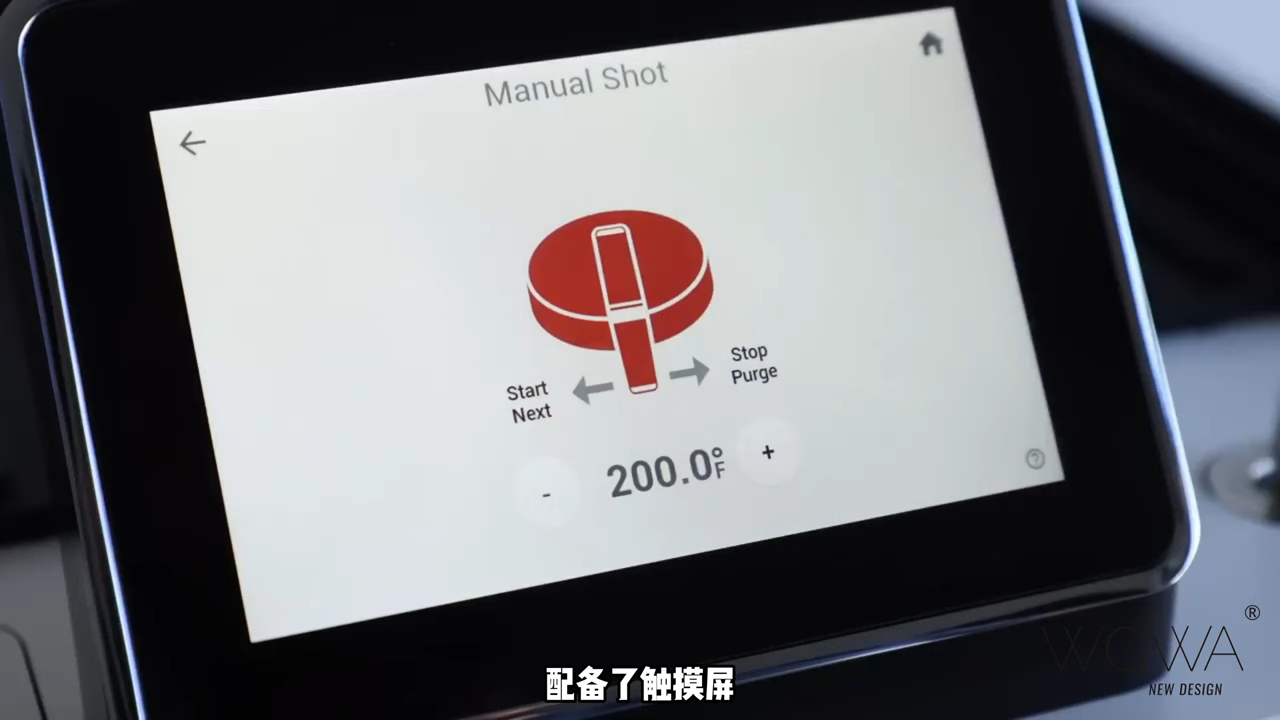 Manual Shot
Start
Next
Stop
Purge
-
200.0°F
+
配备了触摸屏
WOWA®
NEW DESIGN